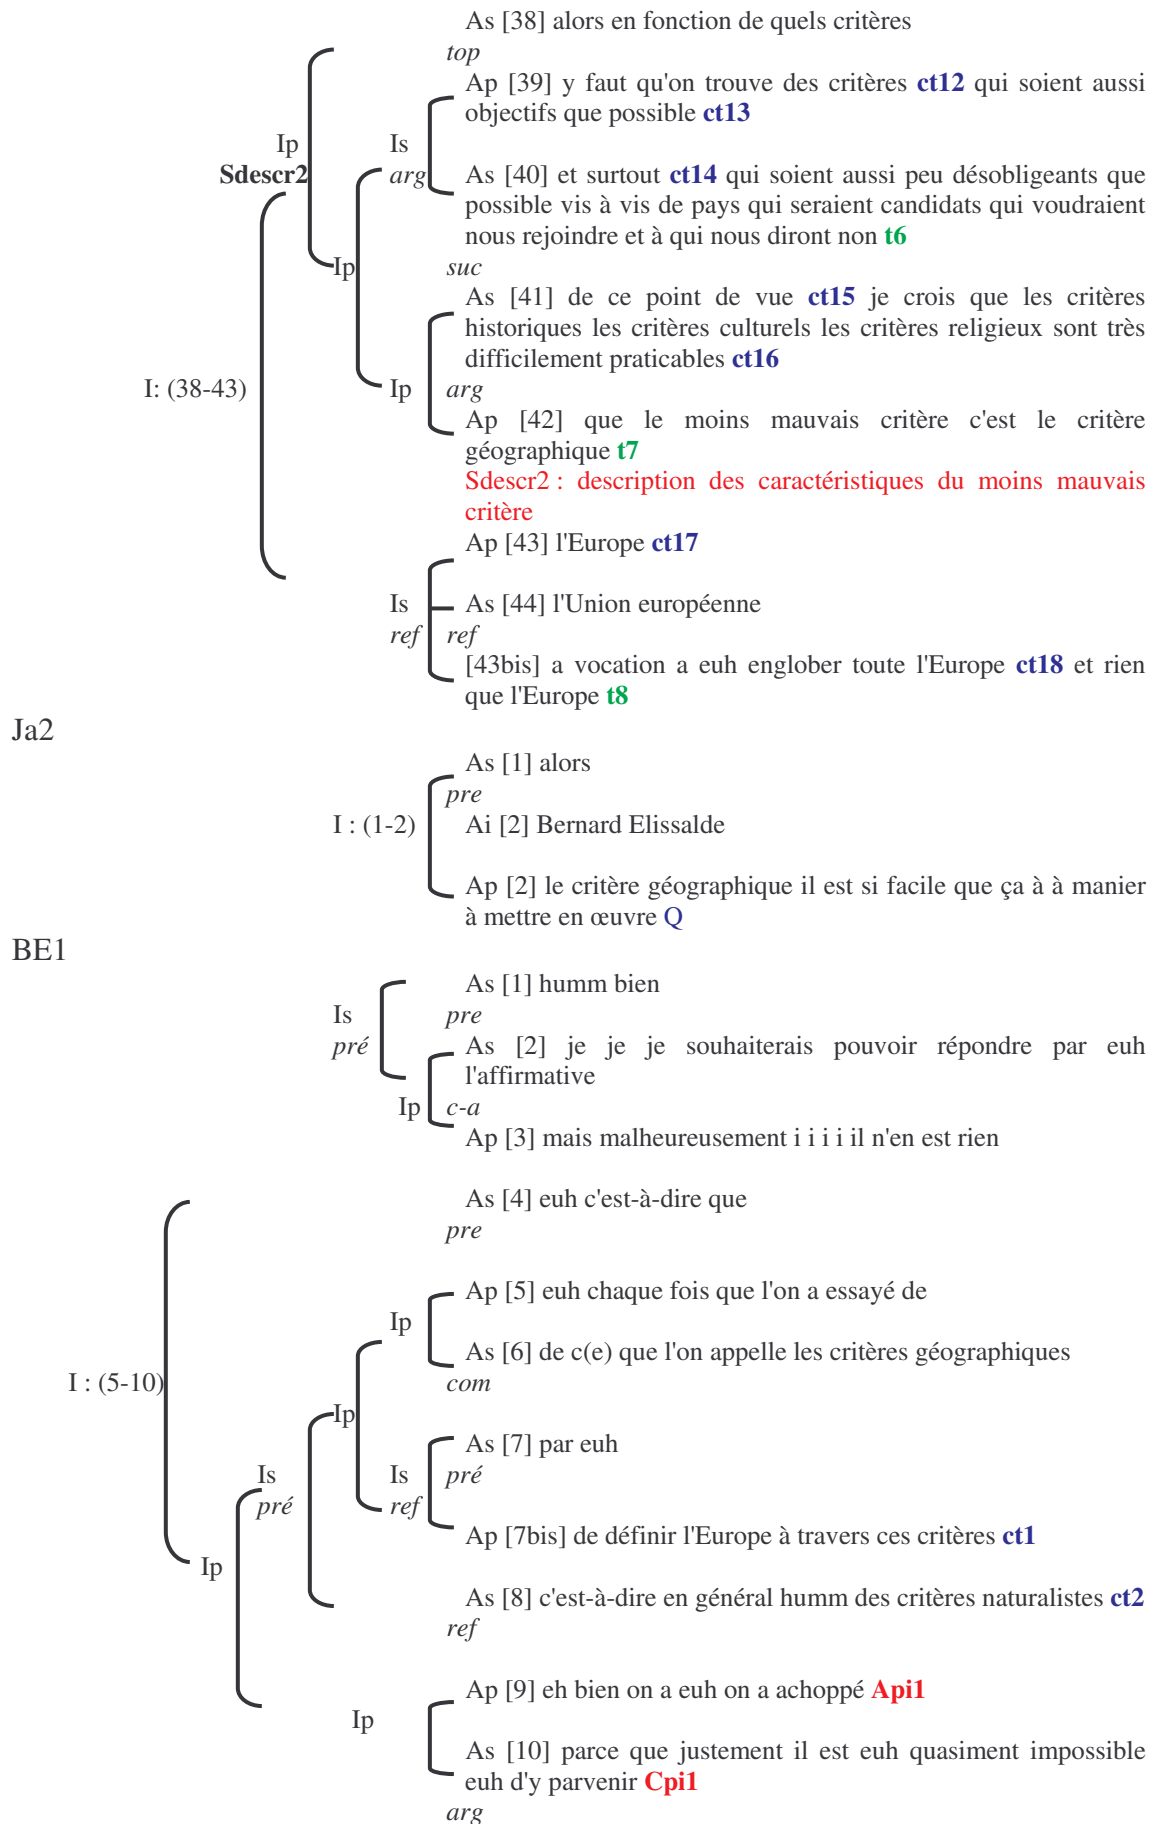 As [38] alors en fonction de quels critères
top
Ap [39] y faut qu'on trouve des critères ct12 qui soient aussi
objectifs que possible ct13
Ip
Sdescr2
Is
arg
As [40] et surtout ct14 qui soient aussi peu désobligeants que
possible vis à vis de pays qui seraient candidats qui voudraient
nous rejoindre et à qui nous diront non t6
Ip
suc
As [41] de ce point de vue ct15 je crois que les critères
historiques les critères culturels les critères religieux sont très
difficilement praticables ct16
I: (38-43)
Ip
arg
Ap [42] que le moins mauvais critère c'est le critère
géographique t7
Sdescr2 : description des caractéristiques du moins mauvais
critère
Ap [43] l'Europe ct17
Is
ref
As [44] l'Union européenne
ref
[43bis] a vocation a euh englober toute l'Europe ct18 et rien
que l'Europe t8
Ja2
As [1] alors
pre
I : (1-2)
Ai [2] Bernard Elissalde
Ap [2] le critère géographique il est si facile que ça à à manier
à mettre en œuvre Q
BE1
As [1] humm bien
Is
pré
pre
As [2] je je je souhaiterais pouvoir répondre par euh
l'affirmative
Ip
c-a
Ap [3] mais malheureusement i i i i il n'en est rien
As [4] euh c'est-à-dire que
pre
Ap [5] euh chaque fois que l'on a essayé de
Ip
As [6] de c(e) que l'on appelle les critères géographiques
com
I : (5-10)
Ip
As [7] par euh
pré
Is
pré
Is
ref
Ap [7bis] de définir l'Europe à travers ces critères ct1
Ip
As [8] c'est-à-dire en général humm des critères naturalistes ct2
ref
Ap [9] eh bien on a euh on a achoppé Api1
Ip
As [10] parce que justement il est euh quasiment impossible
euh d'y parvenir Cpi1
arg